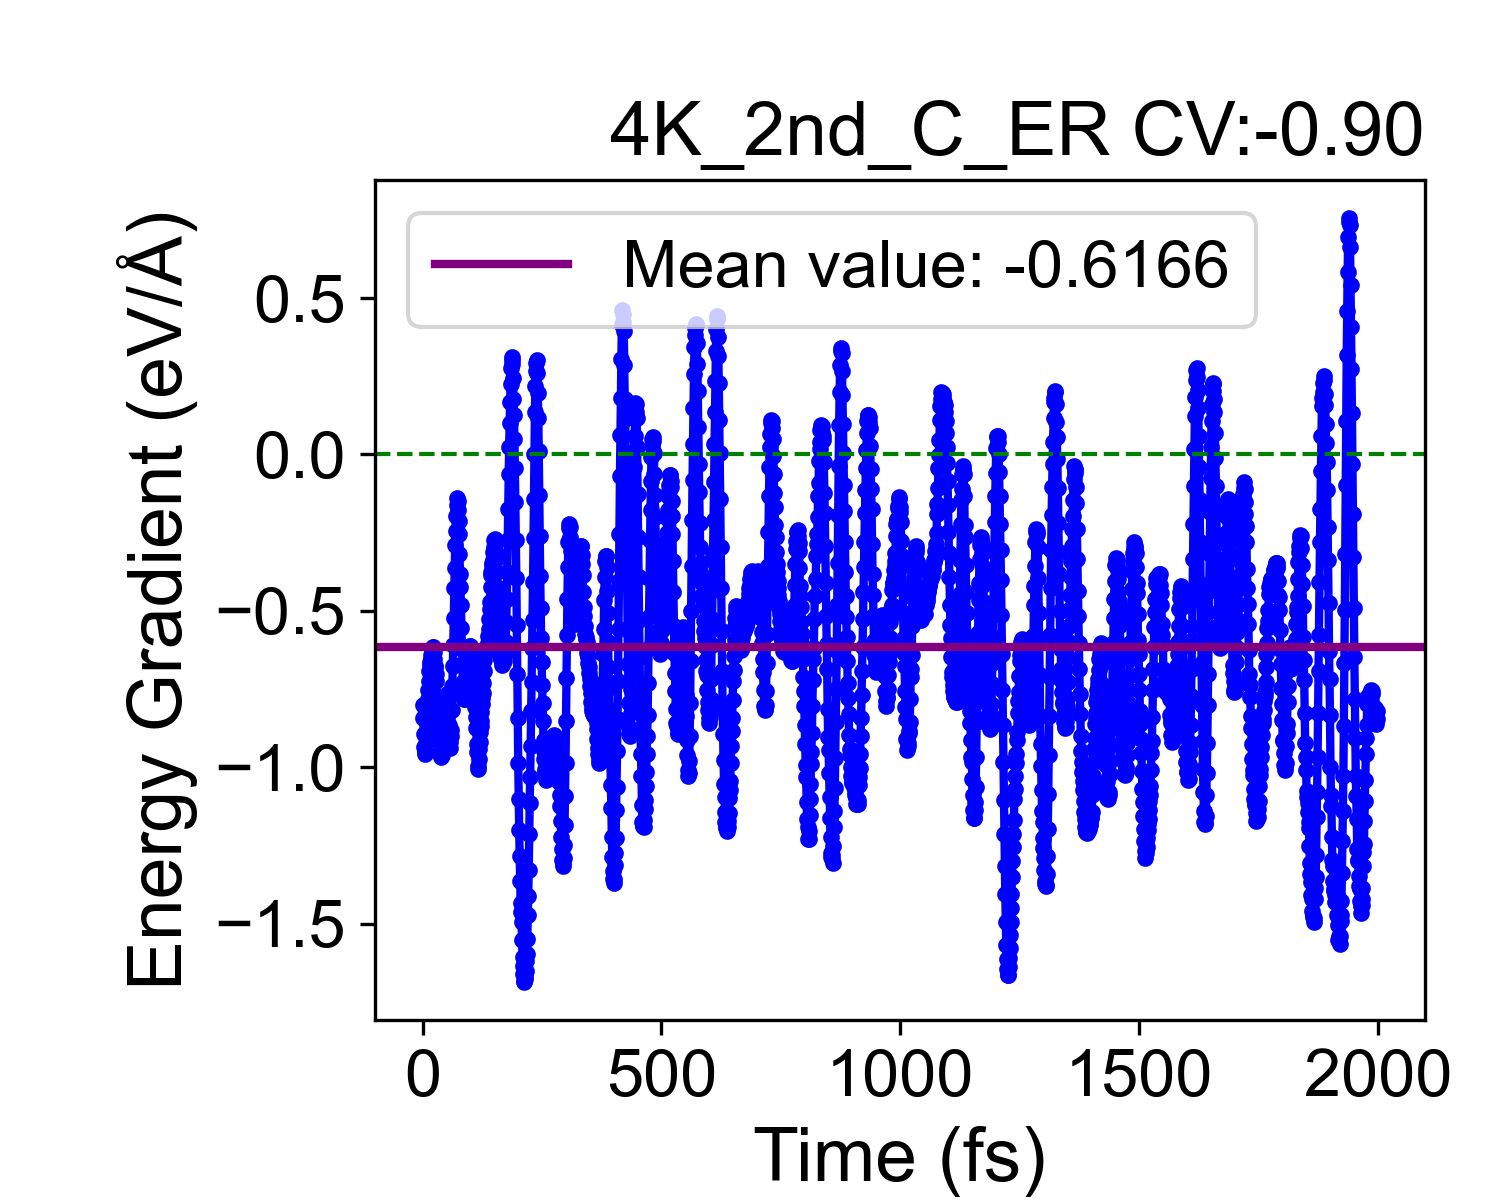 4K_2nd_C_ER CV:-0.90
Mean value: -0.6166
Energy Gradient (eV/Å)
0.5
0.0
−0.5
−1.0
−1.5
0 500 1000 1500 2000
Time (fs)